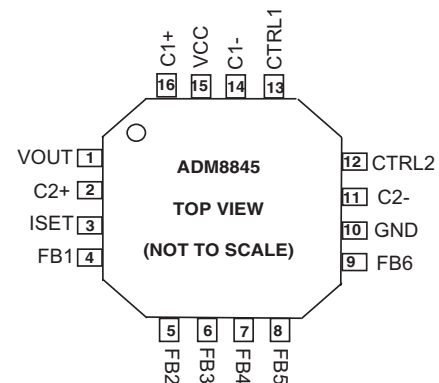 C1+
VCC
C1-
CTRL1
16
15
14
13
VOUT 1
C2+ 2
ISET 3
FB1 4
ADM8845
TOP VIEW
(NOT TO SCALE)
12 CTRL2
11 C2-
10 GND
9 FB6
5
6
7
8
FB2
FB3
FB4
FB5